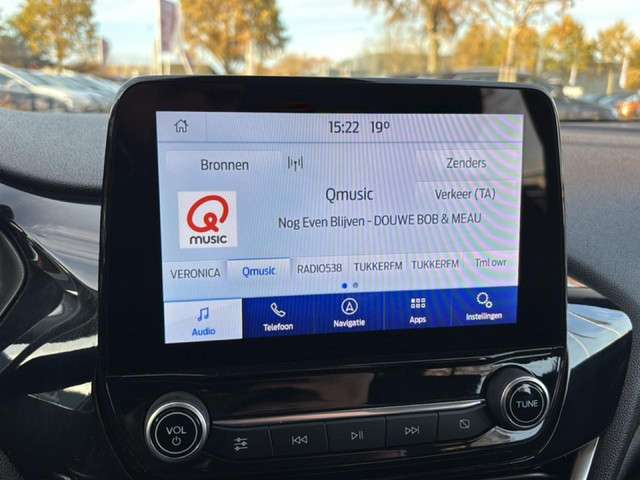 15:22 19°
Bronnen
Zenders
Qmusic
Verkeer (TA)
Q
music
Nog Even Blijven - DOUWE BOB & MEAU
VERONICA Qmusic RADIO538 TUKKERFM TUKKERFM Tml owr
Audio Telefoon Navigatie Apps Instellingen
VOL
TUNE